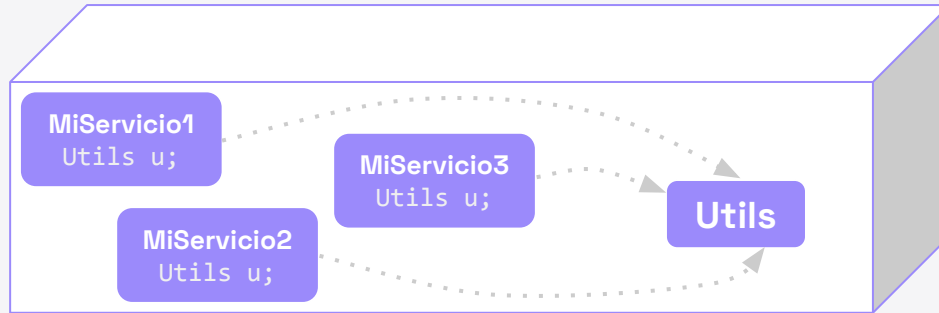 MiServicio1
Utils u;
MiServicio3
Utils u;
Utils
MiServicio2
Utils u;